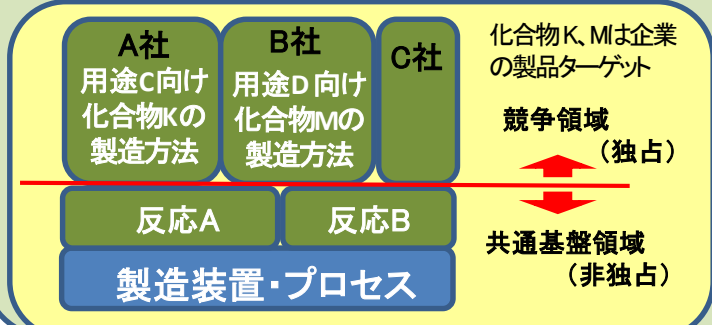 A社
用途C向け
化合物Kの
製造方法
B社
用途D向け
化合物Mの
製造方法
C社
化合物K、Mは企業
の製品ターゲット
競争領域
（独占）
反応A
反応B
共通基盤領域
（非独占）
製造装置・プロセス